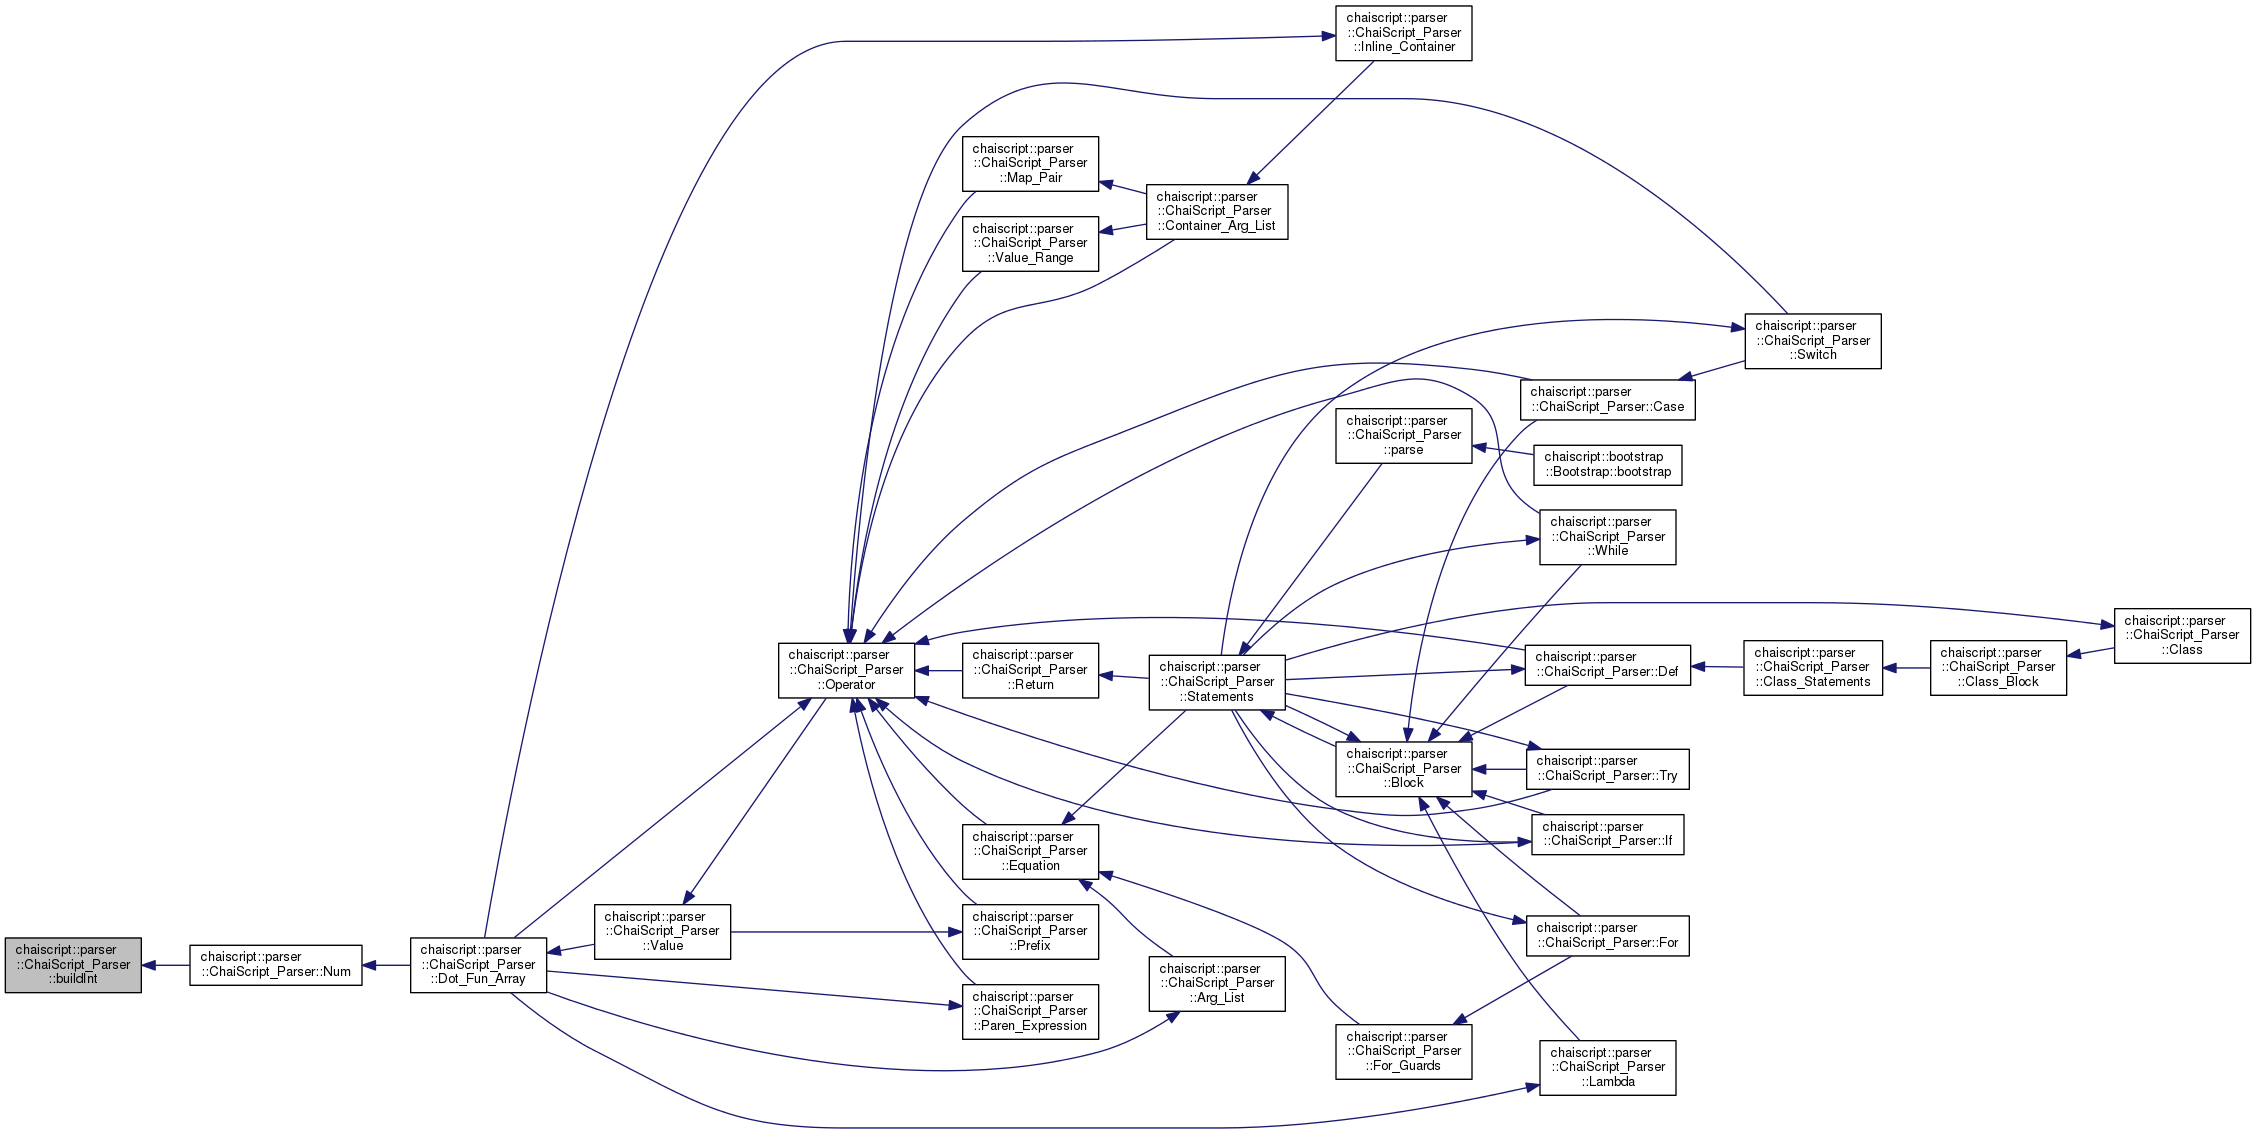 chaiscript::parser
::ChaiScript_Parser
::Inline_Container
chaiscript::parser
::ChaiScript_Parser
::Map_Pair
chaiscript::parser
::ChaiScript_Parser
::Container_Arg_List
chaiscript::parser
::ChaiScript_Parser
::Value_Range
chaiscript::parser
::ChaiScript_Parser
::Switch
chaiscript::parser
::ChaiScript_Parser::Case
chaiscript::parser
::ChaiScript_Parser
::parse
chaiscript::bootstrap
::Bootstrap::bootstrap
chaiscript::parser
::ChaiScript_Parser
::While
chaiscript::parser
::ChaiScript_Parser
::Class
chaiscript::parser
::ChaiScript_Parser
::Operator
chaiscript::parser
::ChaiScript_Parser
::Return
chaiscript::parser
::ChaiScript_Parser
::Statements
chaiscript::parser
::ChaiScript_Parser::Def
chaiscript::parser
::ChaiScript_Parser
::Class_Statements
chaiscript::parser
::ChaiScript_Parser
::Class_Block
chaiscript::parser
::ChaiScript_Parser
::Block
chaiscript::parser
::ChaiScript_Parser::Try
chaiscript::parser
::ChaiScript_Parser::If
chaiscript::parser
::ChaiScript_Parser
::Equation
chaiscript::parser
::ChaiScript_Parser
::Value
chaiscript::parser
::ChaiScript_Parser
::Prefix
chaiscript::parser
::ChaiScript_Parser::For
chaiscript::parser
::ChaiScript_Parser
::buildInt
chaiscript::parser
::ChaiScript_Parser::Num
chaiscript::parser
::ChaiScript_Parser
::Dot_Fun_Array
chaiscript::parser
::ChaiScript_Parser
::Arg_List
chaiscript::parser
::ChaiScript_Parser
::Paren_Expression
chaiscript::parser
::ChaiScript_Parser
::For_Guards
chaiscript::parser
::ChaiScript_Parser
::Lambda